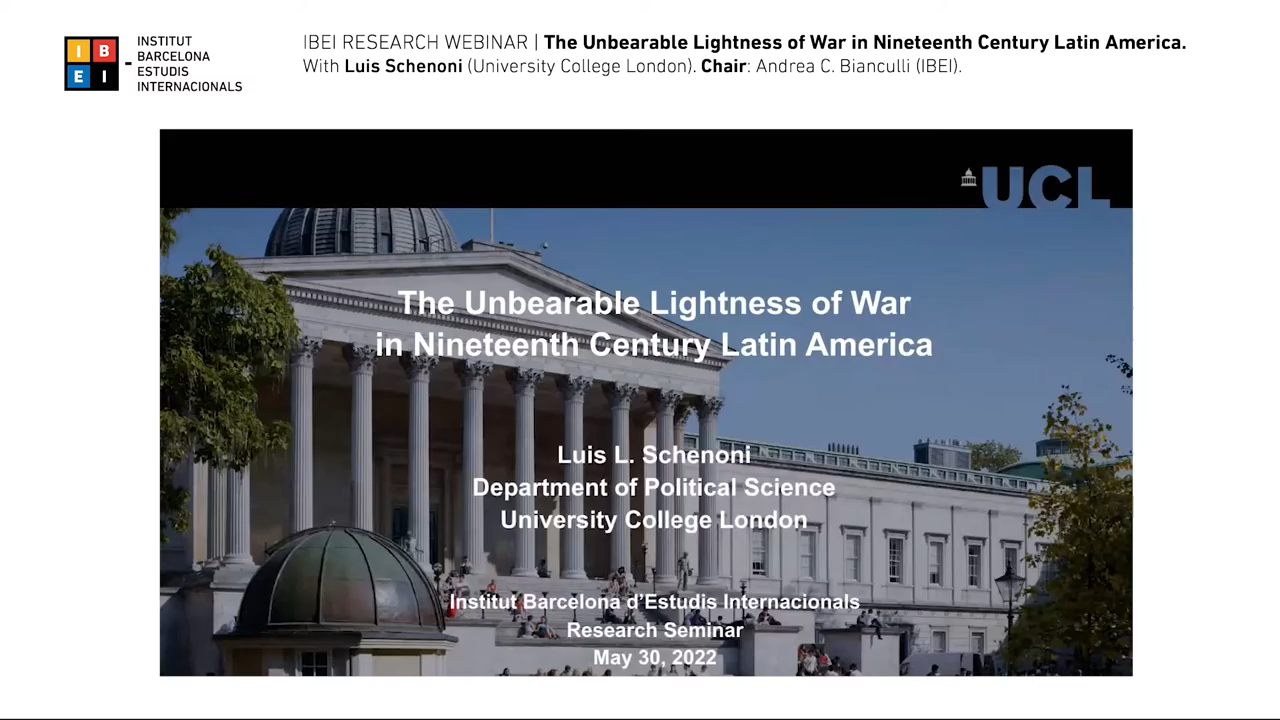 IBEI
INSTITUT
BARCELONA
ESTUDIS
INTERNACIONALS
IBEI RESEARCH WEBINAR | The Unbearable Lightness of War in Nineteenth Century Latin America.
With Luis Schenoni (University College London). Chair: Andrea C. Bianculli (IBEI).
UCL
The Unbearable Lightness of War
in Nineteenth Century Latin America
Luis L. Schenoni
Department of Political Science
University College London
Institut Barcelona d'Estudis Internacionals
Research Seminar
May 30, 2022